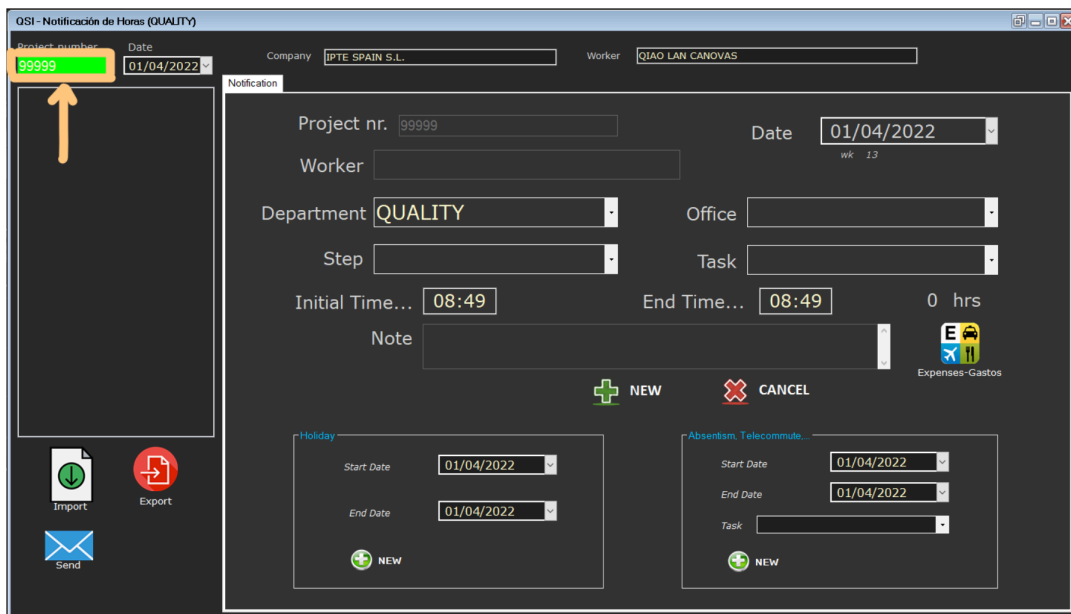 QSI - Notificación de Horas (QUALITY)
Project number Date
99999 01/04/2022
Company IPTE SPAIN S.L. Worker QIAO LAN CANOVAS
Notification
Project nr. 99999 Date 01/04/2022
wk 13
Worker
Department QUALITY Office
Step Task
Initial Time... 08:49 End Time... 08:49 0 hrs
Note
E
Expenses-Gastos
NEW CANCEL
Holiday Absentism, Telecommute,...
Start Date 01/04/2022 Start Date 01/04/2022
End Date 01/04/2022 End Date 01/04/2022
Task
NEW NEW
Import Export
Send